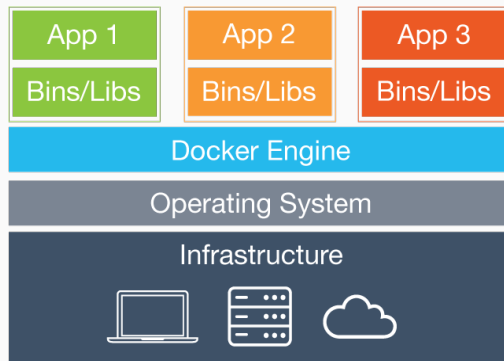 App 1
App 2
App 3
Bins/Libs
Bins/Libs
Bins/Libs
Docker Engine
Operating System
Infrastructure